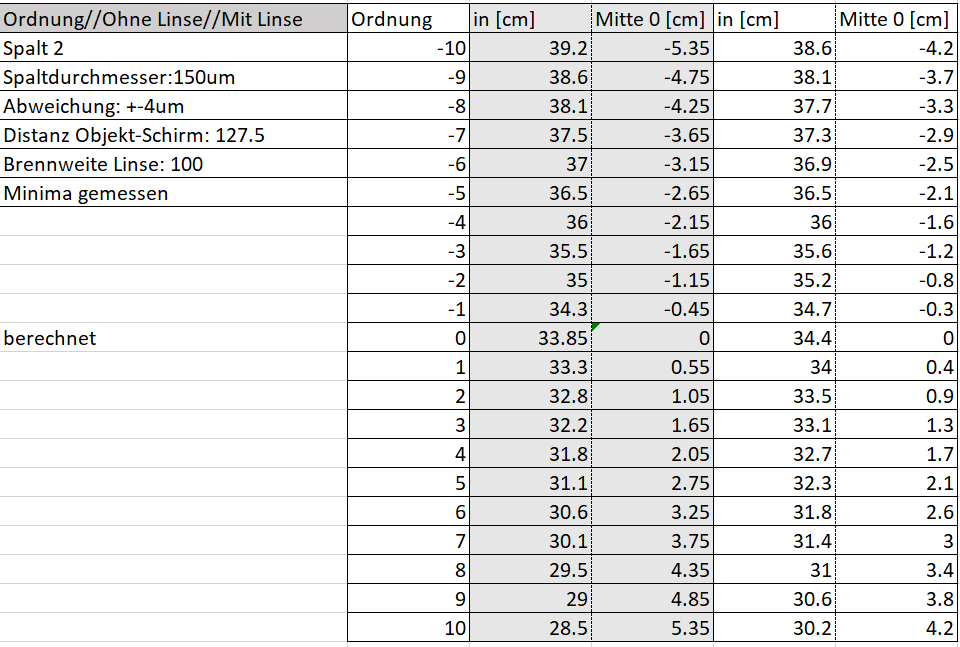 Ordnung//Ohne Linse//Mit Linse Ordnung in [cm] Mitte 0 [cm] in [cm] Mitte 0 [cm]
Spalt 2 -10 39.2 -5.35 38.6 -4.2
Spaltdurchmesser:150um -9 38.6 -4.75 38.1 -3.7
Abweichung: +-4um -8 38.1 -4.25 37.7 -3.3
Distanz Objekt-Schirm: 127.5 -7 37.5 -3.65 37.3 -2.9
Brennweite Linse: 100 -6 37 -3.15 36.9 -2.5
Minima gemessen -5 36.5 -2.65 36.5 -2.1
-4 36 -2.15 36 -1.6
-3 35.5 -1.65 35.6 -1.2
-2 35 -1.15 35.2 -0.8
-1 34.3 -0.45 34.7 -0.3
berechnet 0 33.85 0 34.4 0
1 33.3 0.55 34 0.4
2 32.8 1.05 33.5 0.9
3 32.2 1.65 33.1 1.3
4 31.8 2.05 32.7 1.7
5 31.1 2.75 32.3 2.1
6 30.6 3.25 31.8 2.6
7 30.1 3.75 31.4 3
8 29.5 4.35 31 3.4
9 29 4.85 30.6 3.8
10 28.5 5.35 30.2 4.2